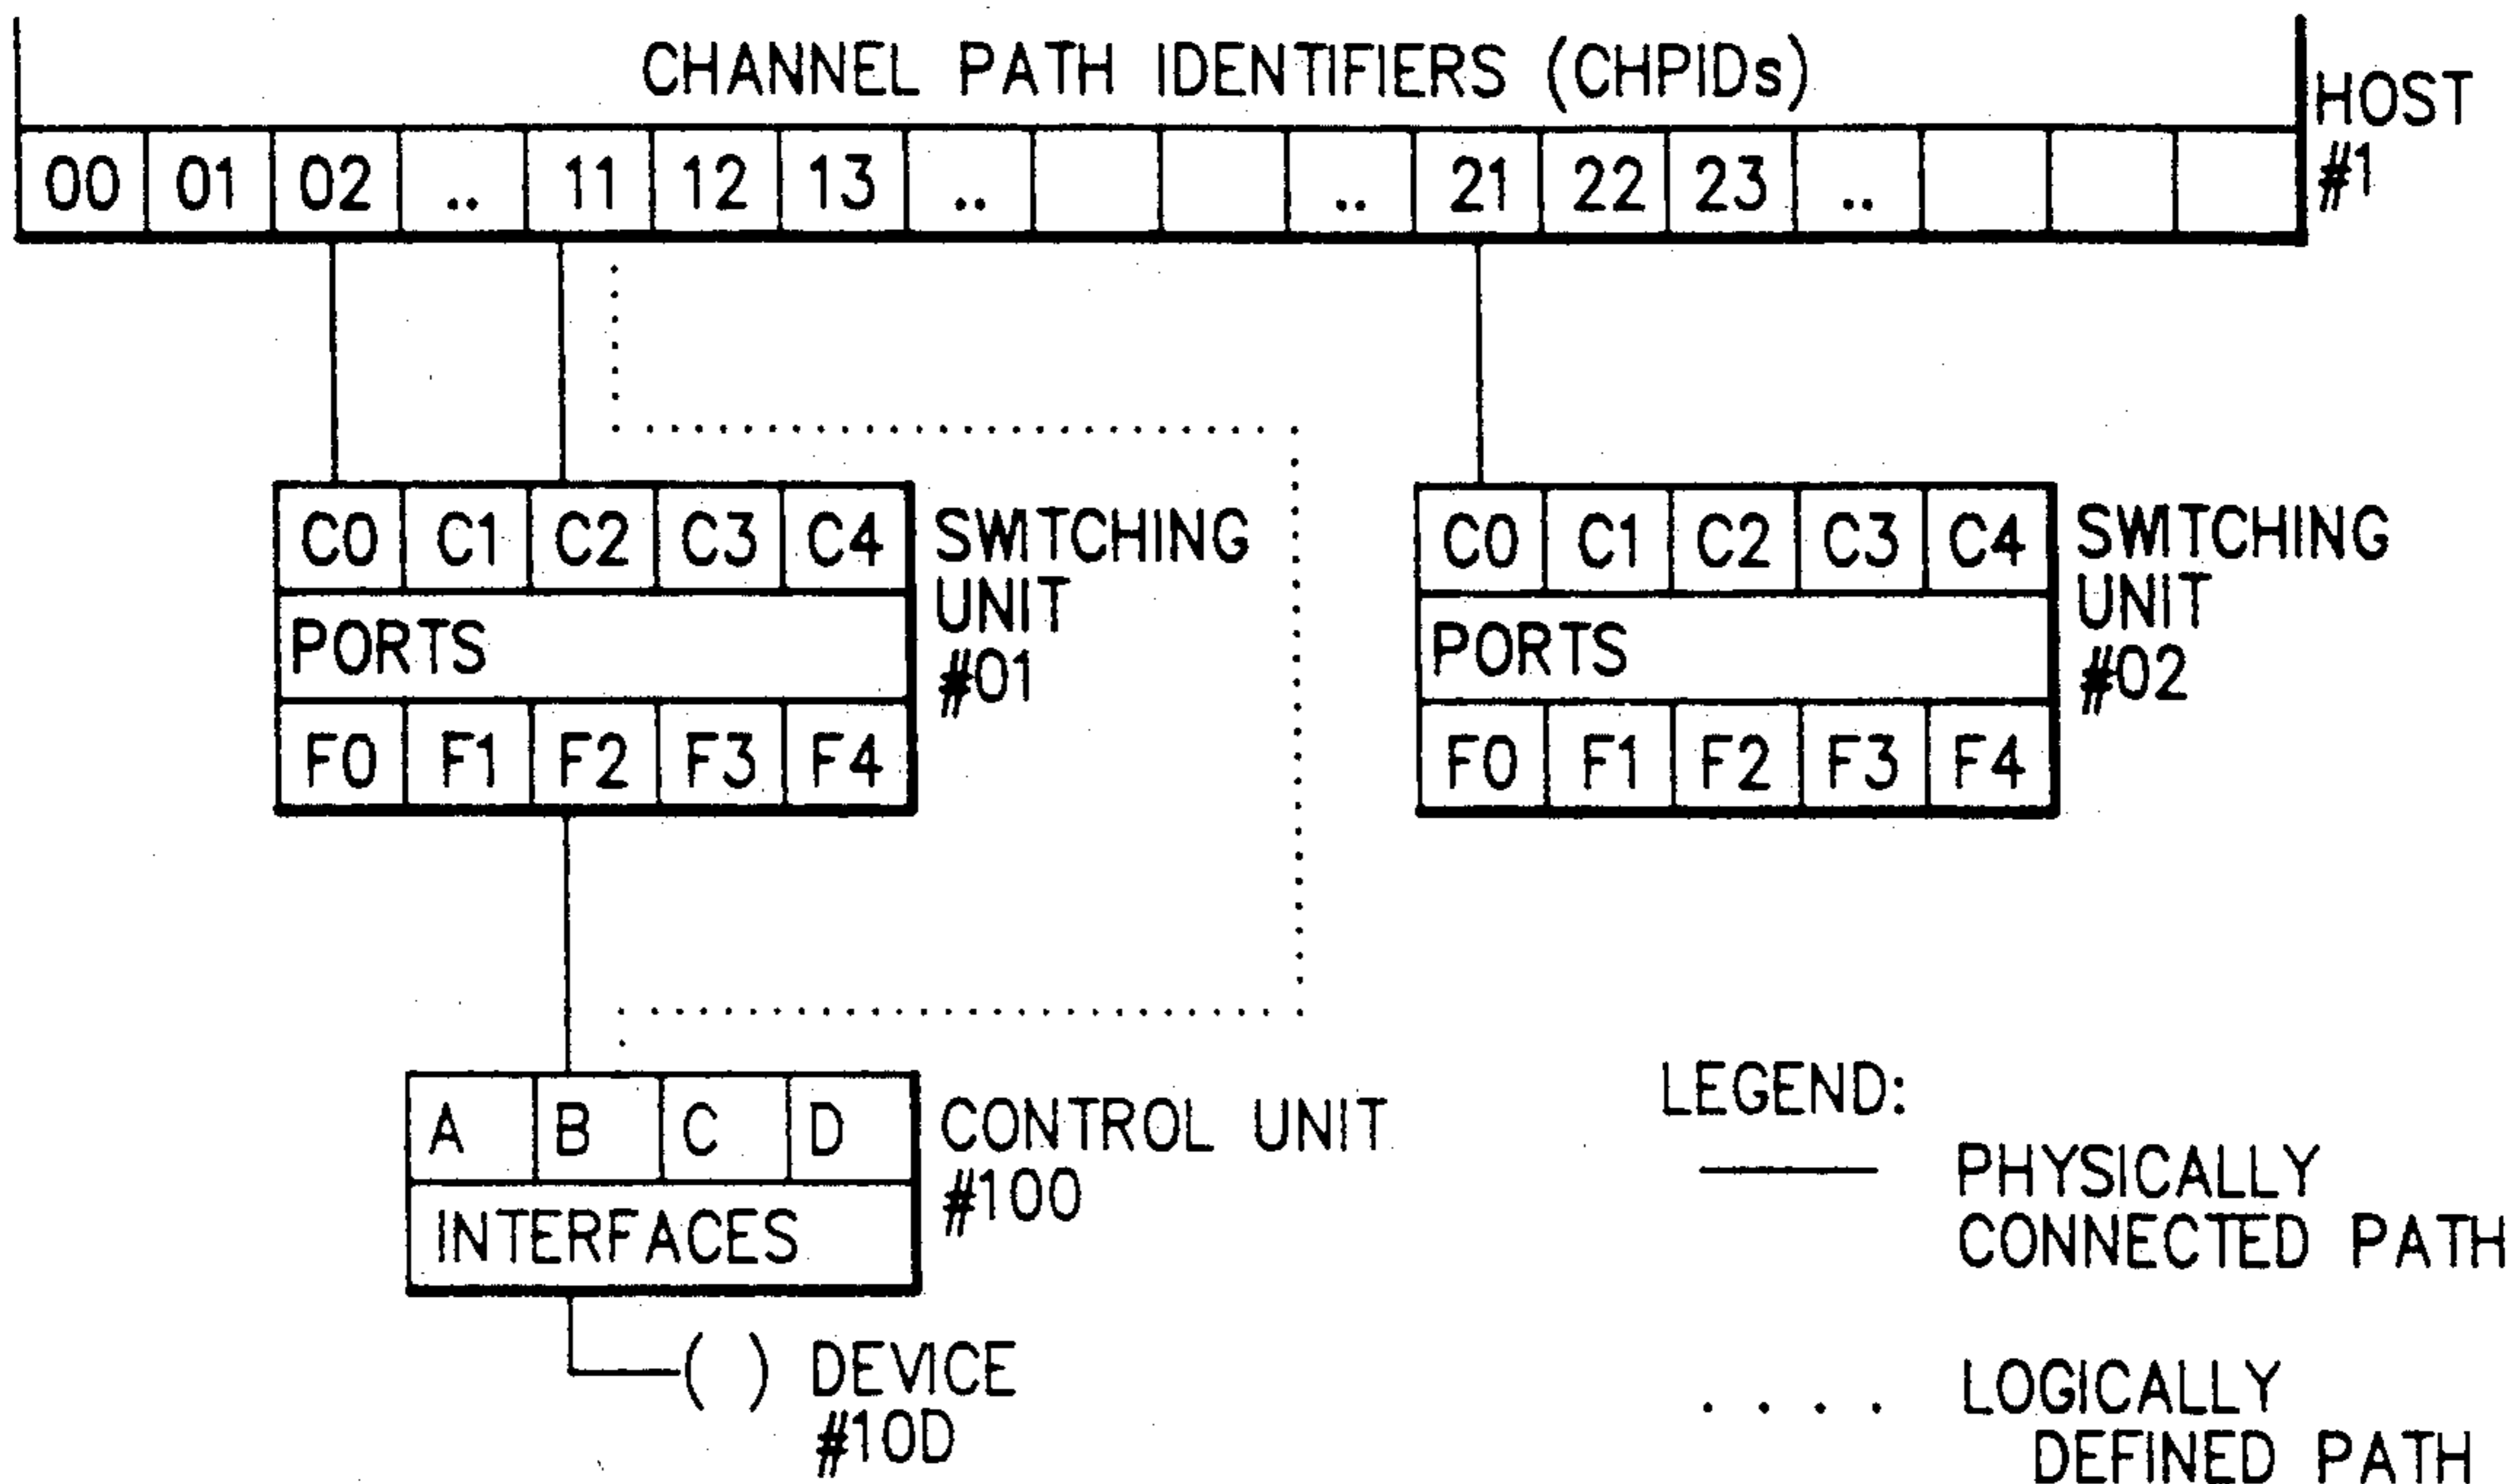 CHANNEL PATH IDENTIFIERS (CHPIDs)
HOST
#1
00 01 02 .. 11 12 13 .. .. 21 22 23 ..
C0 C1 C2 C3 C4
SWITCHING
UNIT
#01
PORTS
F0 F1 F2 F3 F4
C0 C1 C2 C3 C4
SWITCHING
UNIT
#02
PORTS
F0 F1 F2 F3 F4
A B C D
CONTROL UNIT
#100
INTERFACES
( ) DEVICE
#10D
LEGEND:
PHYSICALLY
CONNECTED PATH
LOGICALLY
DEFINED PATH